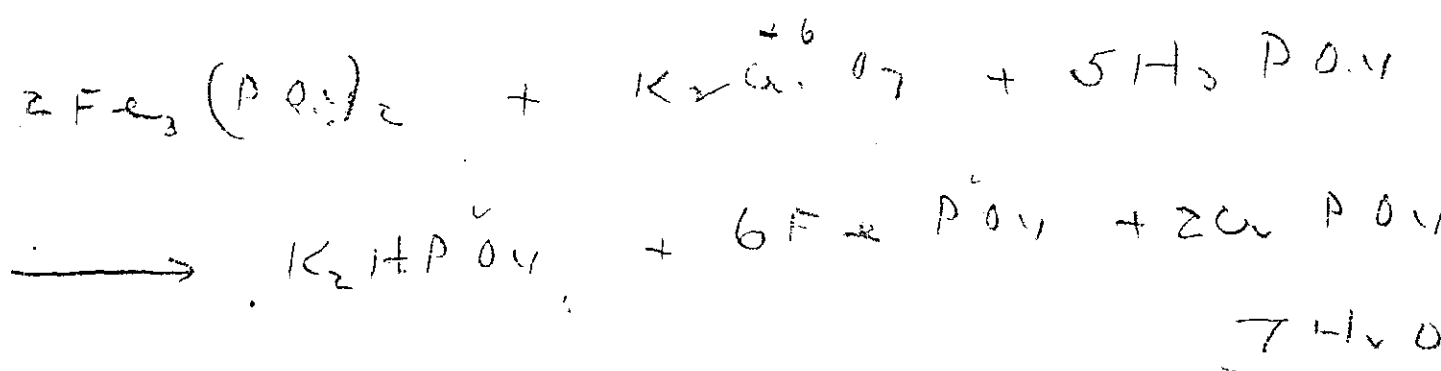 +6
2Fe₃(PO₄)₂ + K₂Cr₂O₇ + 5H₃PO₄
⟶ K₂HPO₄ + 6FePO₄ + 2CrPO₄
7H₂O